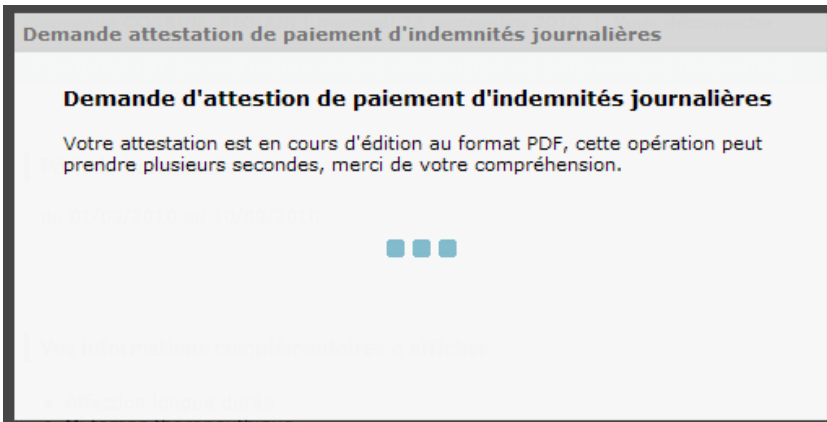 Demande attestation de paiement d'indemnités journalières
Demande d'attestion de paiement d'indemnités journalières
Votre attestation est en cours d'édition au format PDF, cette opération peut
prendre plusieurs secondes, merci de votre compréhension.